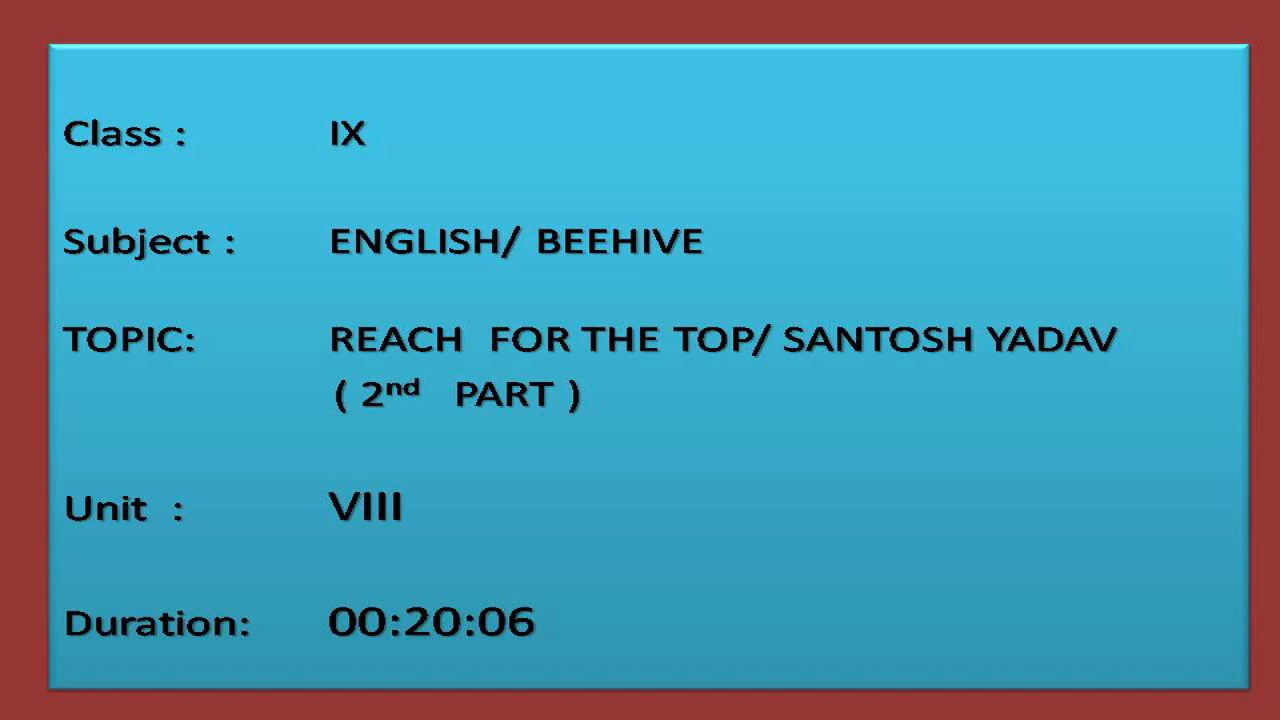 Class : IX
Subject : ENGLISH/ BEEHIVE
TOPIC: REACH FOR THE TOP/ SANTOSH YADAV
( 2nd PART )
Unit : VIII
Duration: 00:20:06